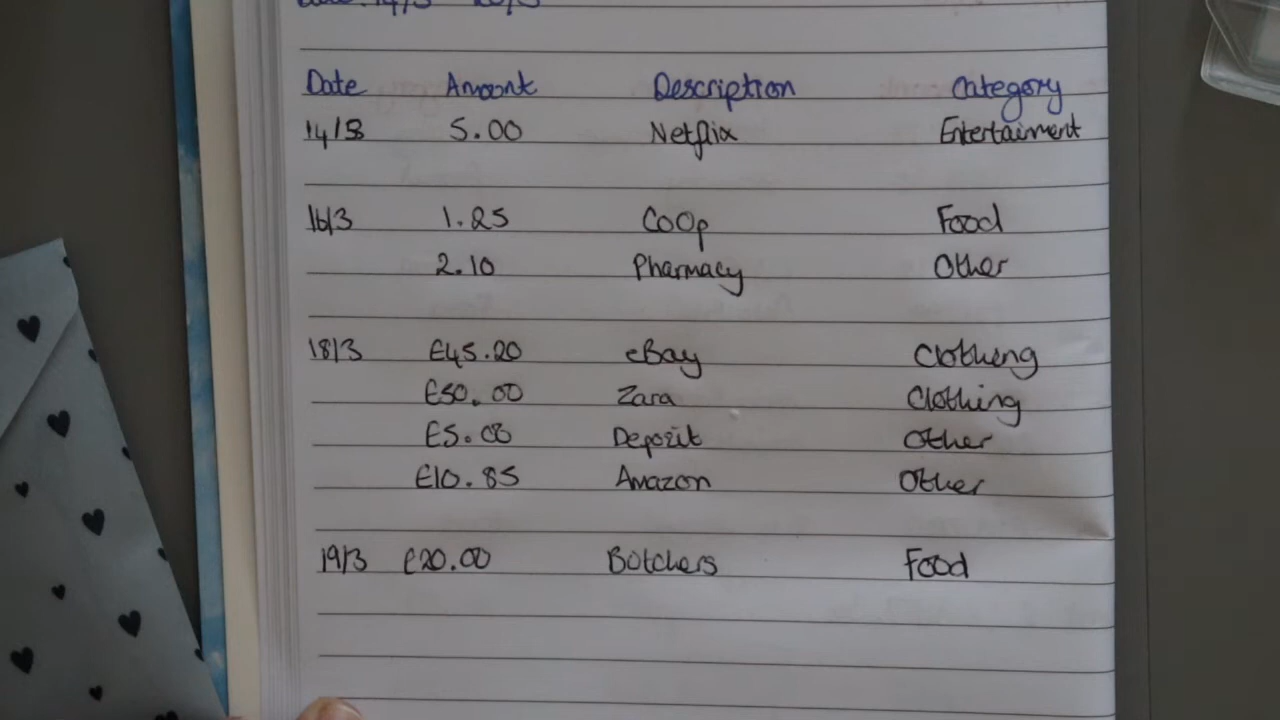 Date Amount Description Category
14/3 5.00 Netflix Entertaiment
16/3 1.25 CoOp Food
2.10 Pharmacy Other
18/3 £45.20 eBay Clothing
£50.00 Zara Clothing
£5.00 Deposit Other
£10.85 Amazon Other
19/3 £20.00 Butchers Food